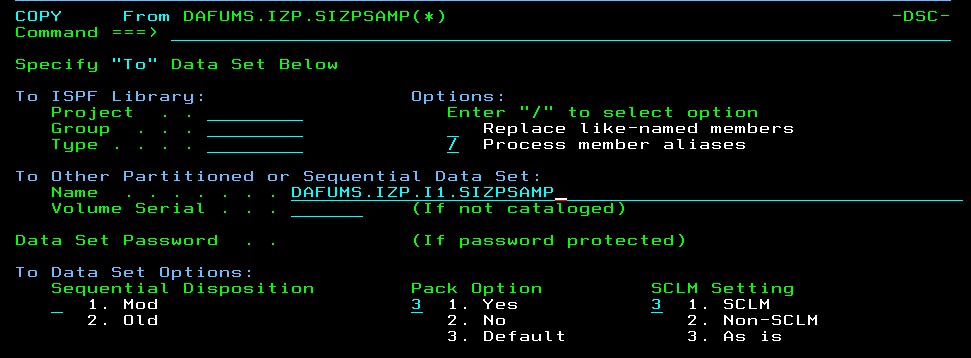 COPY From DAFUMS.IZP.SIZPSAMP(*) -DSC-
Command ===>
Specify "To" Data Set Below
To ISPF Library: Options:
Project . . Enter "/" to select option
Group . . . Replace like-named members
Type . . . . / Process member aliases
To Other Partitioned or Sequential Data Set:
Name . . . . . . . DAFUMS.IZP.I1.SIZPSAMP
Volume Serial . . . (If not cataloged)
Data Set Password . . (If password protected)
To Data Set Options:
Sequential Disposition Pack Option SCLM Setting
1. Mod 3 1. Yes 3 1. SCLM
2. Old 2. No 2. Non-SCLM
3. Default 3. As is